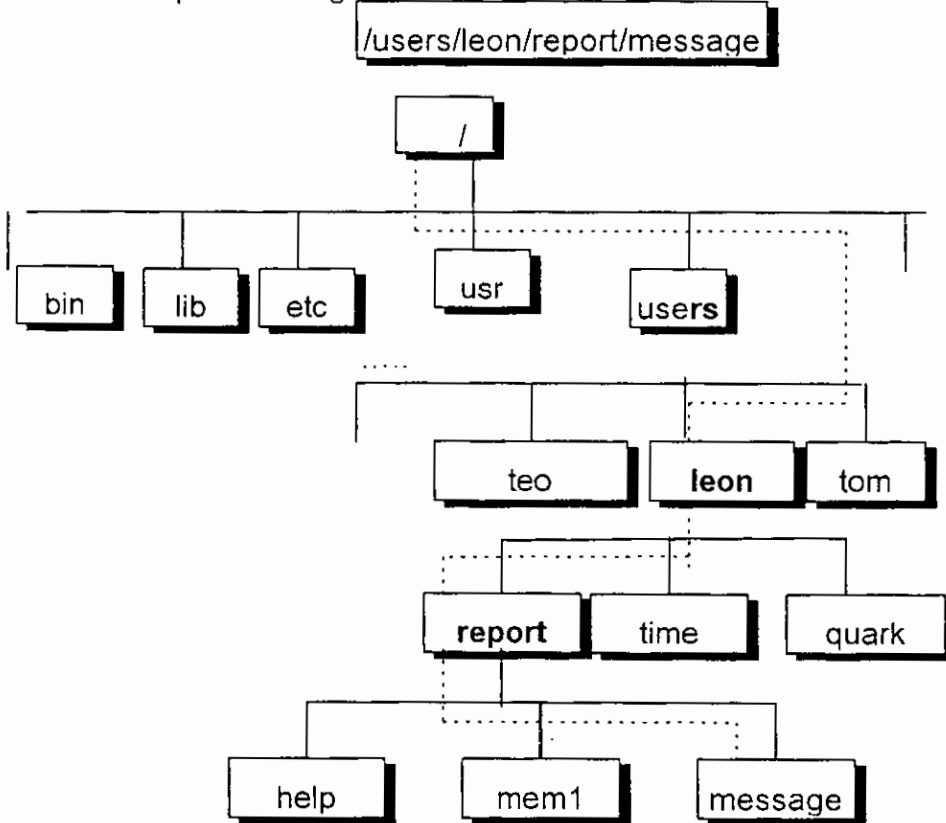 /users/leon/report/message
/
bin lib etc usr users
.....
teo leon tom
report time quark
help mem1 message